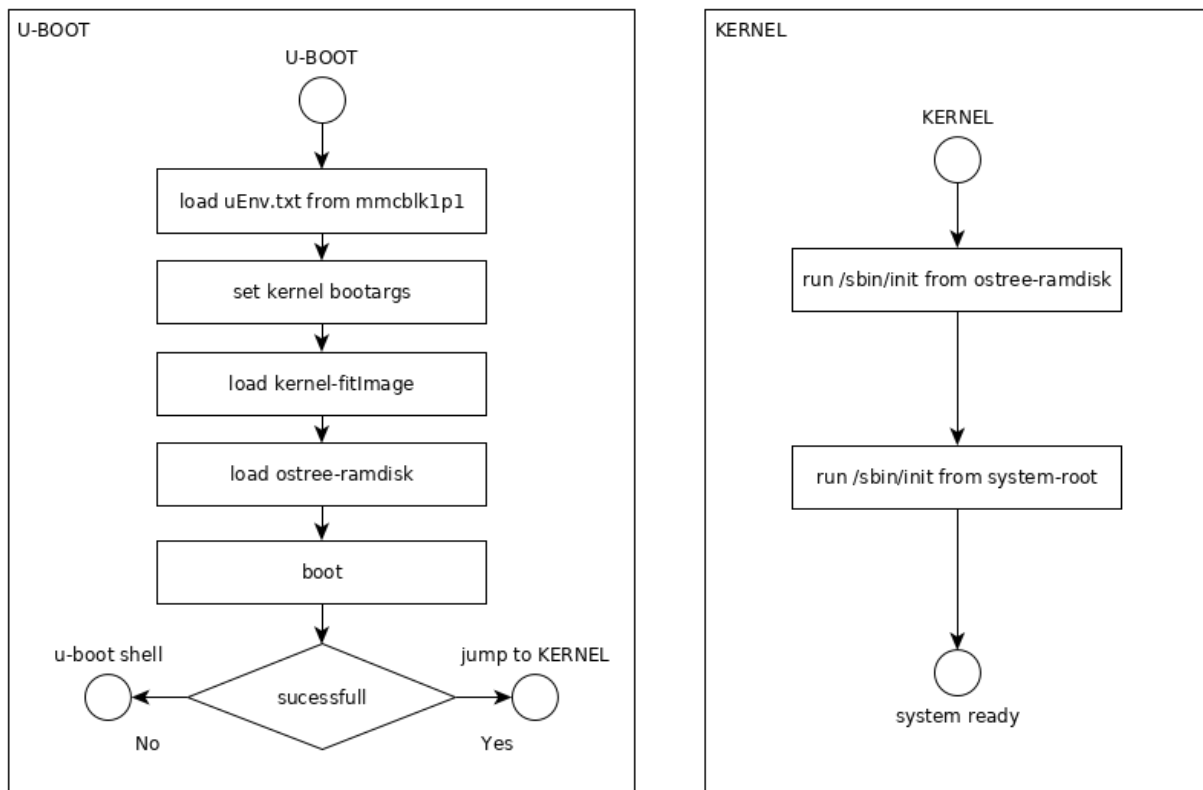 U-BOOT
U-BOOT
load uEnv.txt from mmcblk1p1
set kernel bootargs
load kernel-fitImage
load ostree-ramdisk
boot
u-boot shell
jump to KERNEL
sucessfull
No
Yes
KERNEL
KERNEL
run /sbin/init from ostree-ramdisk
run /sbin/init from system-root
system ready